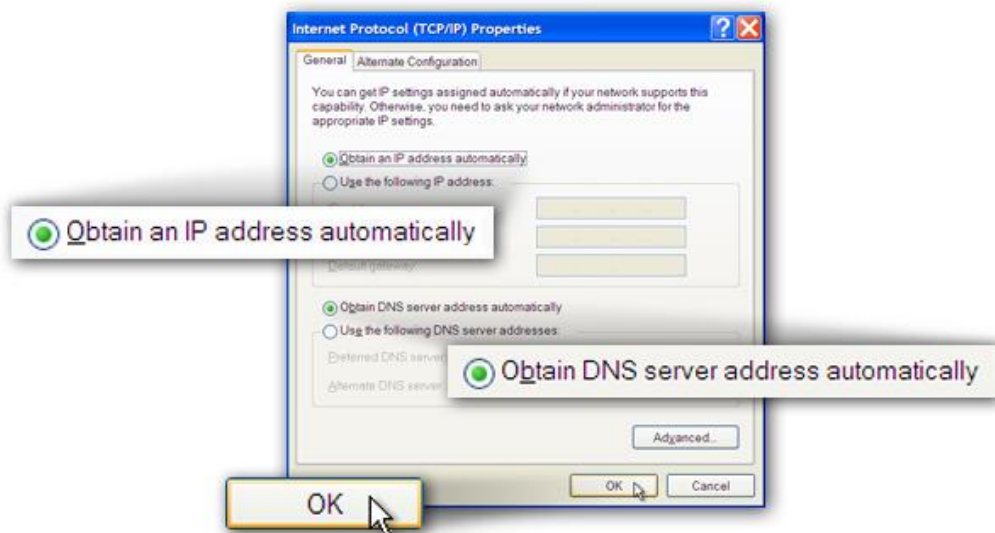 Internet Protocol (TCP/IP) Properties
General Alternate Configuration
You can get IP settings assigned automatically if your network supports this
capability. Otherwise, you need to ask your network administrator for the
appropriate IP settings.
Obtain an IP address automatically
Use the following IP address:
Obtain an IP address automatically
Default gateway:
Obtain DNS server address automatically
Use the following DNS server addresses:
Preferred DNS server
Obtain DNS server address automatically
Alternate DNS server:
Advanced...
OK Cancel
OK